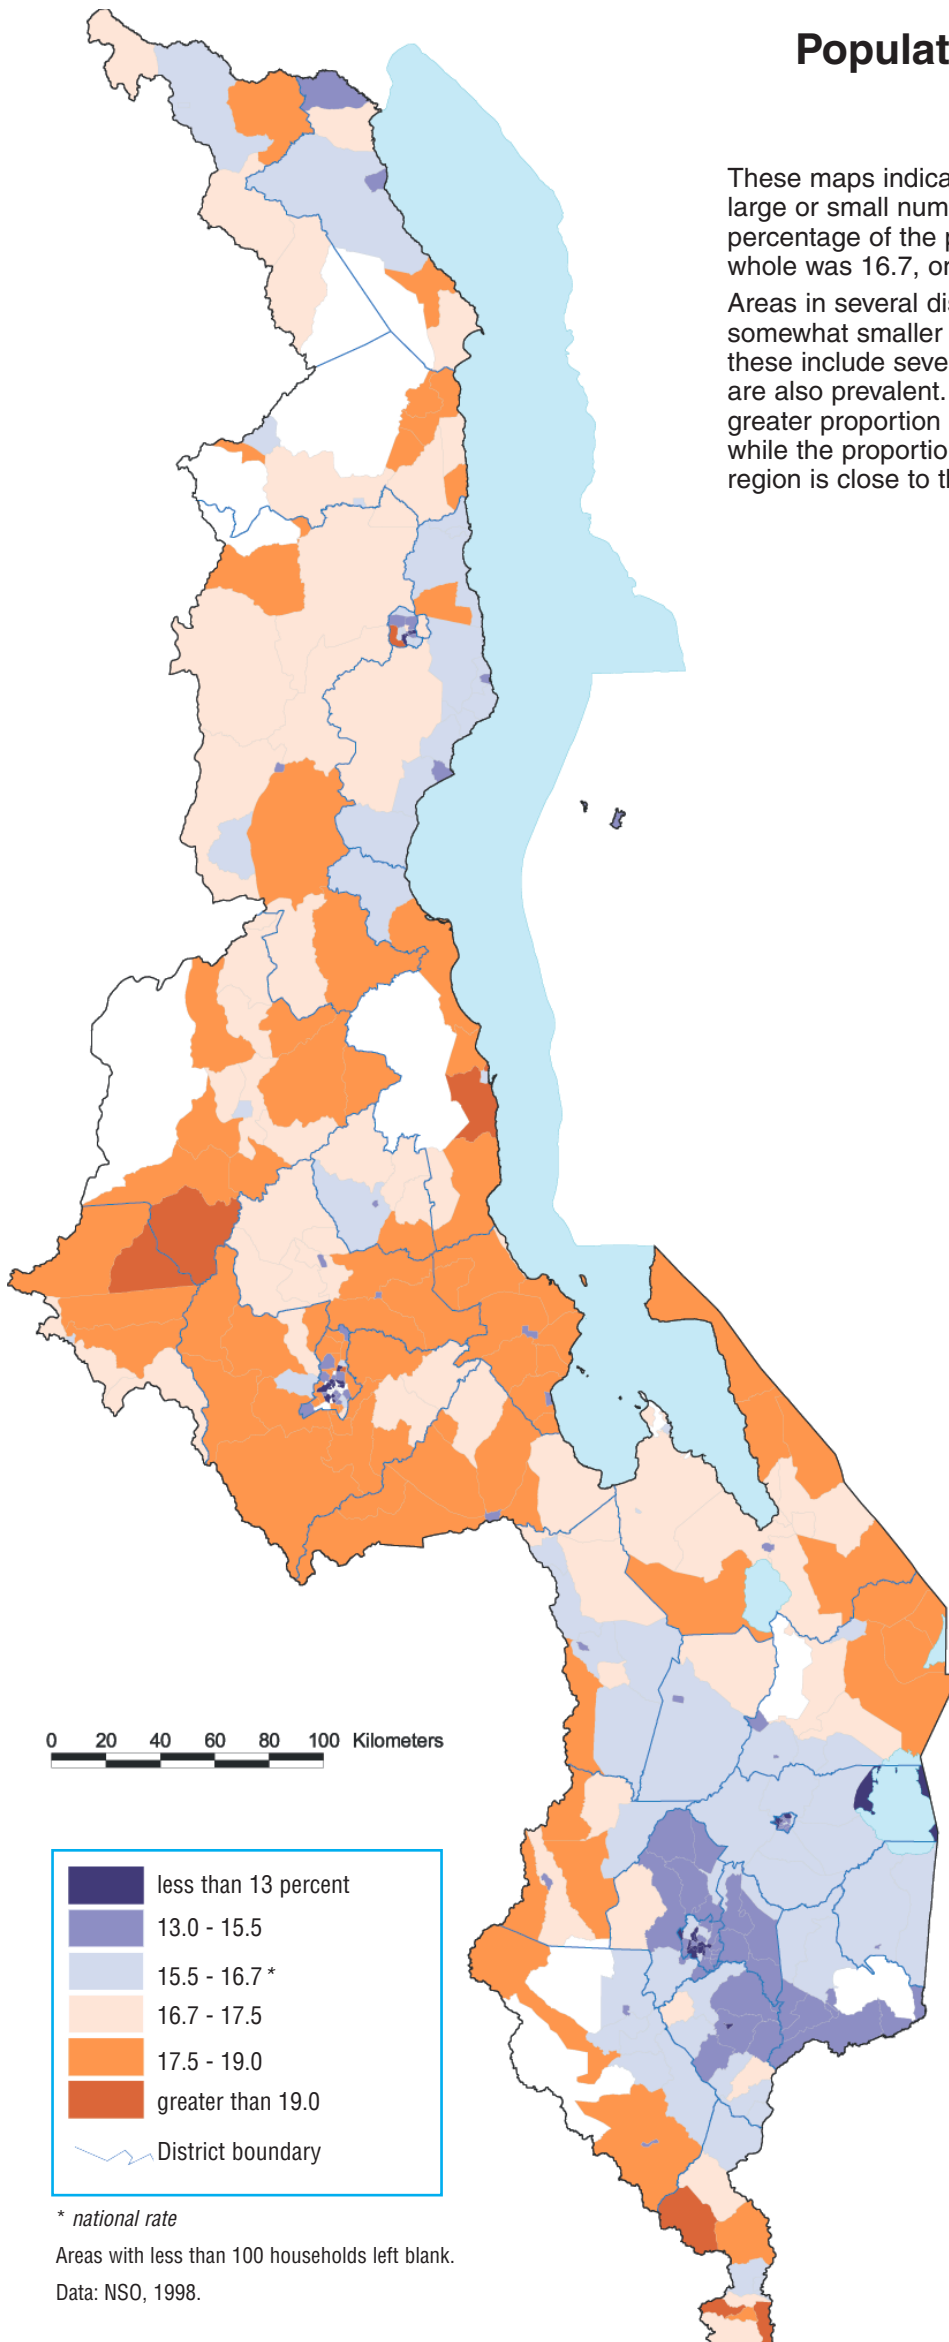 Populat
These maps indica
large or small num
percentage of the p
whole was 16.7, or
Areas in several dis
somewhat smaller
these include seve
are also prevalent.
greater proportion
while the proportio
region is close to th
0 20 40 60 80 100 Kilometers
less than 13 percent
13.0 - 15.5
15.5 - 16.7 *
16.7 - 17.5
17.5 - 19.0
greater than 19.0
District boundary
* national rate
Areas with less than 100 households left blank.
Data: NSO, 1998.